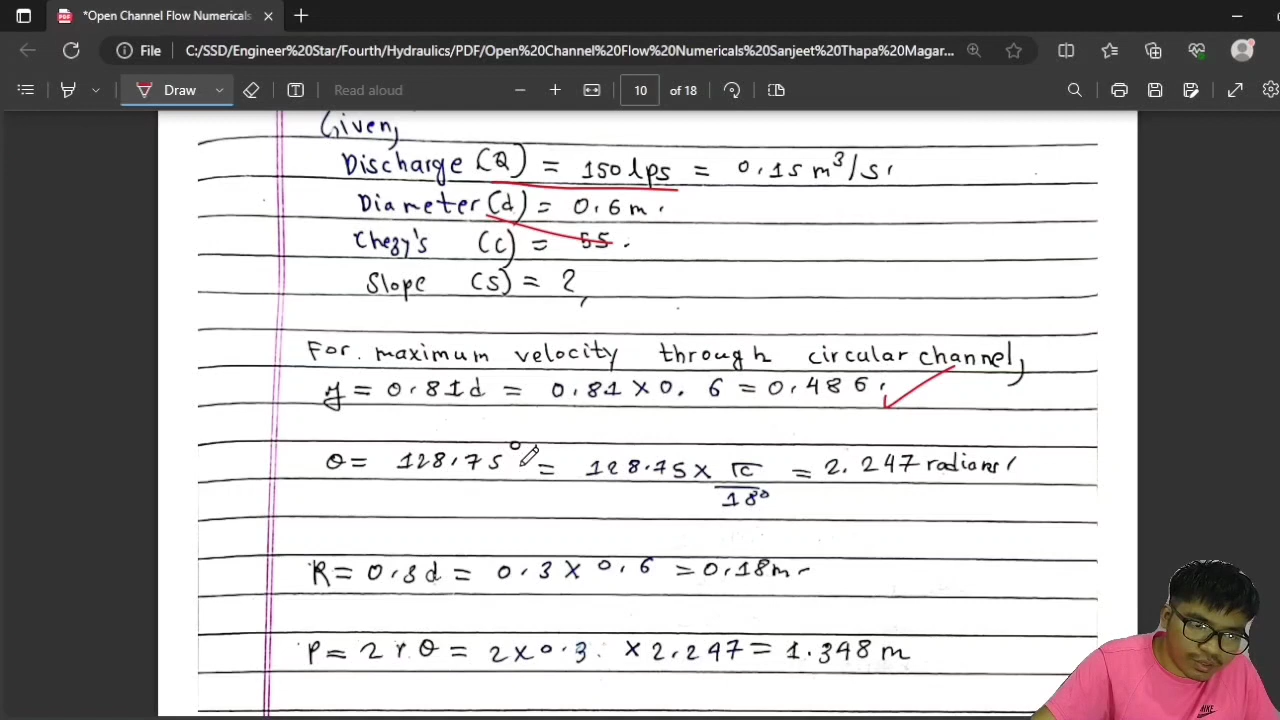 *Open Channel Flow Numericals
File C:/SSD/Engineer%20Star/Fourth/Hydraulics/PDF/Open%20Channel%20Flow%20Numericals%20Sanjeet%20Thapa%20Magar...
Draw Read aloud 10 of 18
Given,
Discharge (Q) = 150 lps = 0.15 m³/s.
Diameter (d) = 0.6 m.
Chezy's (C) = 55.
Slope (S) = ?,
For maximum velocity through circular channel,
y = 0.81d = 0.81 × 0.6 = 0.486.
θ = 128.75° = 128.75 × π/180 = 2.247 radians
R = 0.3d = 0.3 × 0.6 = 0.18m.
P = 2rθ = 2 × 0.3 × 2.247 = 1.348 m
NIKE